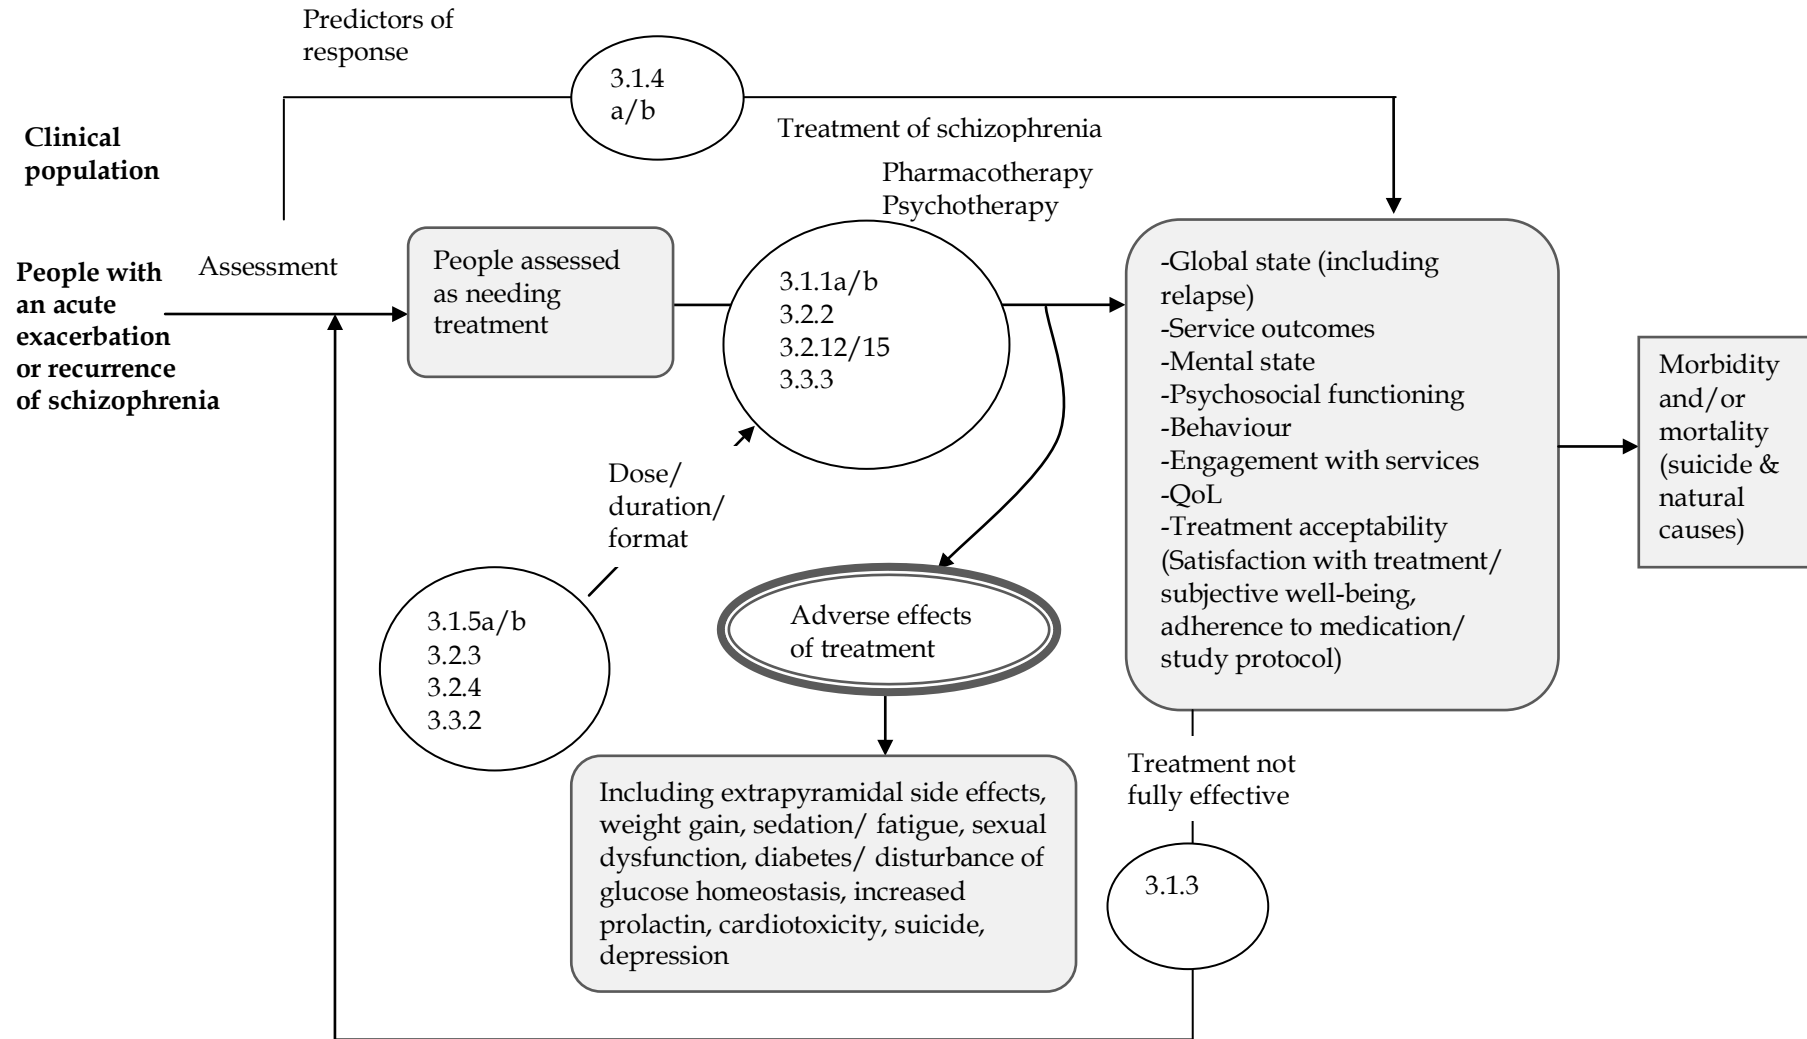 Predictors of
response
3.1.4
a/b
Clinical
population
Treatment of schizophrenia
Pharmacotherapy
Psychotherapy
People with
an acute
exacerbation
or recurrence
of schizophrenia
Assessment
People assessed
as needing
treatment
3.1.1a/b
3.2.2
3.2.12/15
3.3.3
-Global state (including
relapse)
-Service outcomes
-Mental state
-Psychosocial functioning
-Behaviour
-Engagement with services
-QoL
-Treatment acceptability
(Satisfaction with treatment/
subjective well-being,
adherence to medication/
study protocol)
Morbidity
and/or
mortality
(suicide &
natural
causes)
Dose/
duration/
format
3.1.5a/b
3.2.3
3.2.4
3.3.2
Adverse effects
of treatment
Including extrapyramidal side effects,
weight gain, sedation/ fatigue, sexual
dysfunction, diabetes/ disturbance of
glucose homeostasis, increased
prolactin, cardiotoxicity, suicide,
depression
Treatment not
fully effective
3.1.3